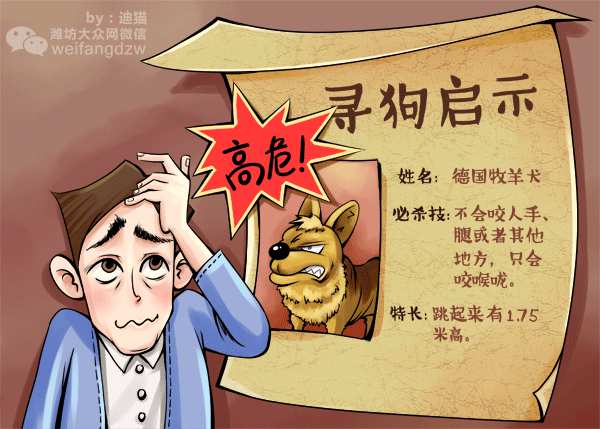 by：迪猫
潍坊大众网微信
weifangdzw
寻狗启示
高危!
姓名: 德国牧羊犬
必杀技: 不会咬人手、
腿或者其他
地方，只会
咬喉咙。
特长: 跳起来有1.75
米高。